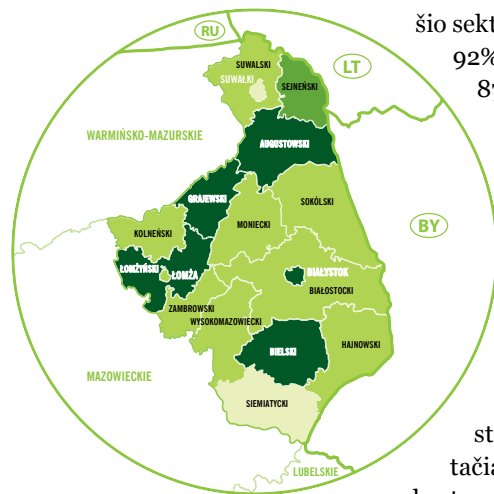 šio sekt
RU
SUWALSKI
SUWAŁKI
LT
92%
SEJNEŃSKI
87
WARMIŃSKO-MAZURSKIE
AUGUSTOWSKI
GRAJEWSKI
SOKÓLSKI
MONIECKI
KOLNEŃSKI
BY
ŁOMŻYŃSKI
ŁOMŻA
BIAŁYSTOK
BIAŁOSTOCKI
ZAMBROWSKI
WYSOKOMAZOWIECKI
HAJNOWSKI
BIELSKI
MAZOWIECKIE
SIEMIATYCKI
st
tačia
LUBELSKIE